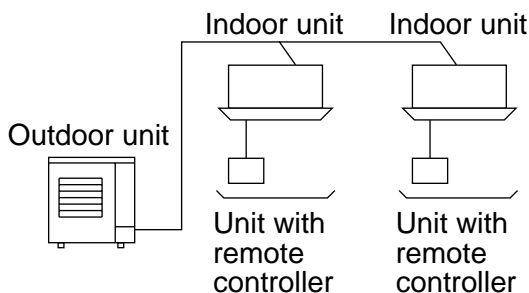 Indoor unit Indoor unit
Outdoor unit
Unit with
remote
controller
Unit with
remote
controller